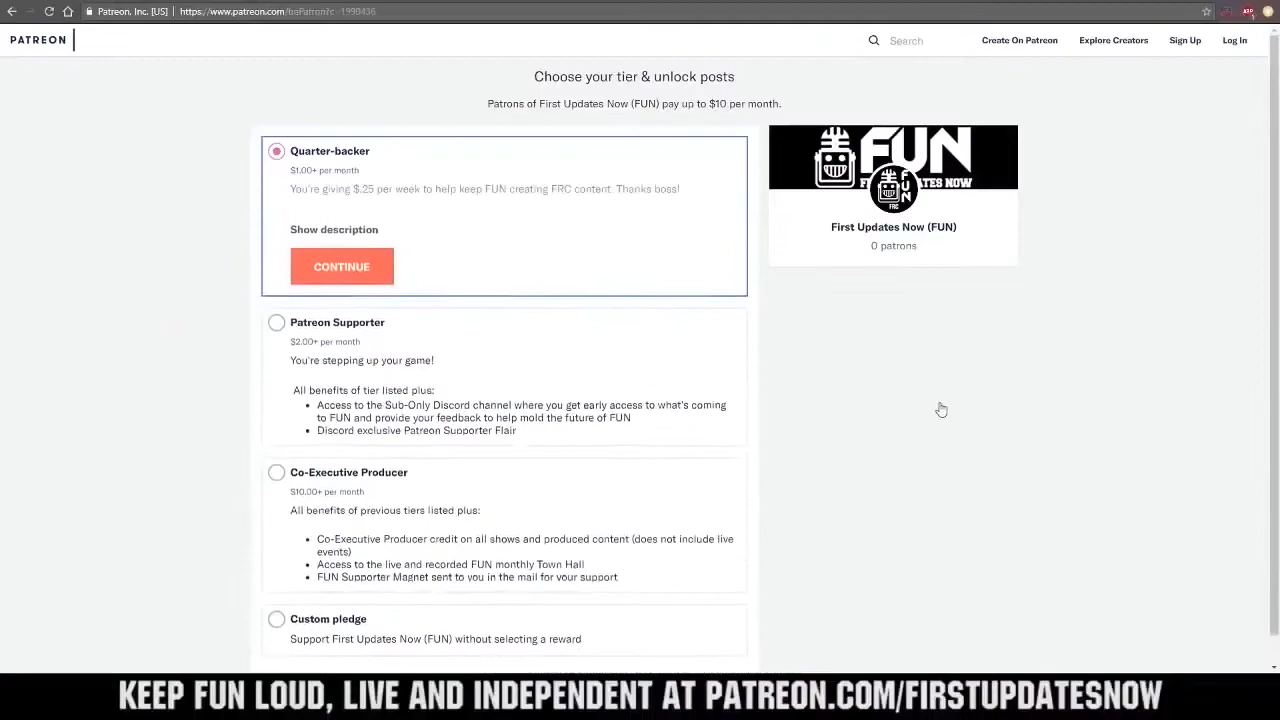 Patreon, Inc. [US] | https://www.patreon.com/bePatron?c=1990436
PATREON
Search
Create On Patreon
Explore Creators
Sign Up
Log In
Choose your tier & unlock posts
Patrons of First Updates Now (FUN) pay up to $10 per month.
Quarter-backer
$1.00+ per month
You're giving $.25 per week to help keep FUN creating FRC content. Thanks boss!
Show description
CONTINUE
FUN
FUN
FRC
First Updates Now (FUN)
0 patrons
Patreon Supporter
$2.00+ per month
You're stepping up your game!
All benefits of tier listed plus:
Access to the Sub-Only Discord channel where you get early access to what's coming
to FUN and provide your feedback to help mold the future of FUN
Discord exclusive Patreon Supporter Flair
Co-Executive Producer
$10.00+ per month
All benefits of previous tiers listed plus:
Co-Executive Producer credit on all shows and produced content (does not include live
events)
Access to the live and recorded FUN monthly Town Hall
FUN Supporter Magnet sent to you in the mail for your support
Custom pledge
Support First Updates Now (FUN) without selecting a reward
KEEP FUN LOUD, LIVE AND INDEPENDENT AT PATREON.COM/FIRSTUPDATESNOW